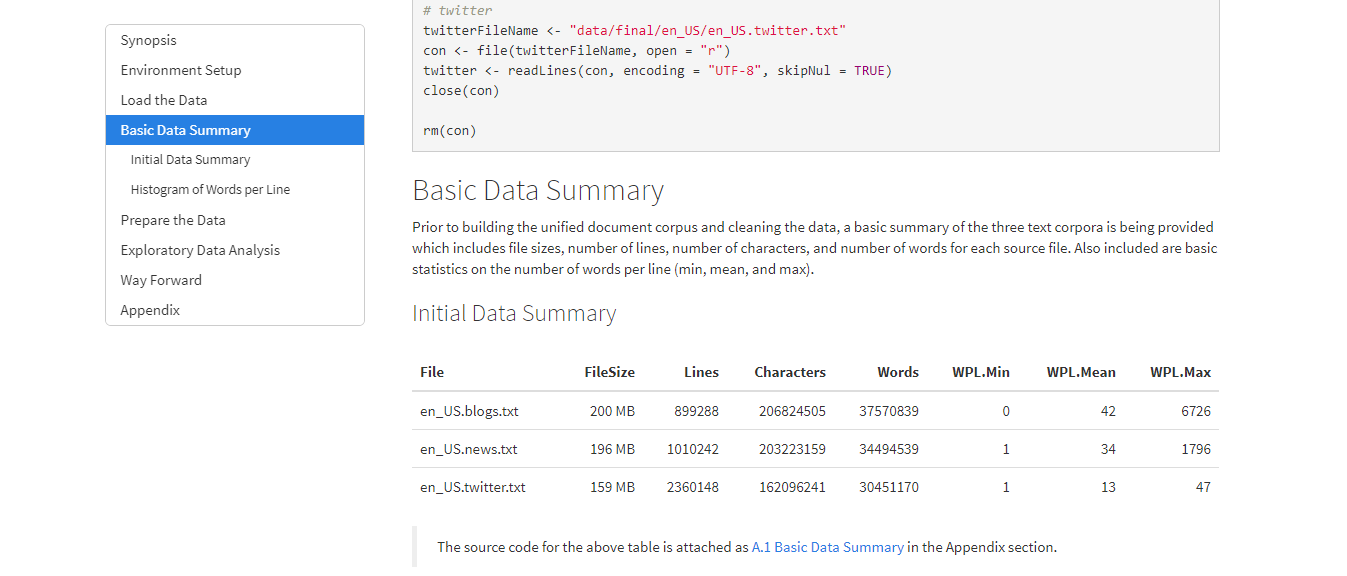 Synopsis
Environment Setup
Load the Data
Basic Data Summary
Initial Data Summary
Histogram of Words per Line
Prepare the Data
Exploratory Data Analysis
Way Forward
Appendix
# twitter
twitterFileName <- "data/final/en_US/en_US.twitter.txt"
con <- file(twitterFileName, open = "r")
twitter <- readLines(con, encoding = "UTF-8", skipNul = TRUE)
close(con)
rm(con)
Basic Data Summary
Prior to building the unified document corpus and cleaning the data, a basic summary of the three text corpora is being provided
which includes file sizes, number of lines, number of characters, and number of words for each source file. Also included are basic
statistics on the number of words per line (min, mean, and max).
Initial Data Summary
File FileSize Lines Characters Words WPL.Min WPL.Mean WPL.Max
en_US.blogs.txt 200 MB 899288 206824505 37570839 0 42 6726
en_US.news.txt 196 MB 1010242 203223159 34494539 1 34 1796
en_US.twitter.txt 159 MB 2360148 162096241 30451170 1 13 47
The source code for the above table is attached as A.1 Basic Data Summary in the Appendix section.